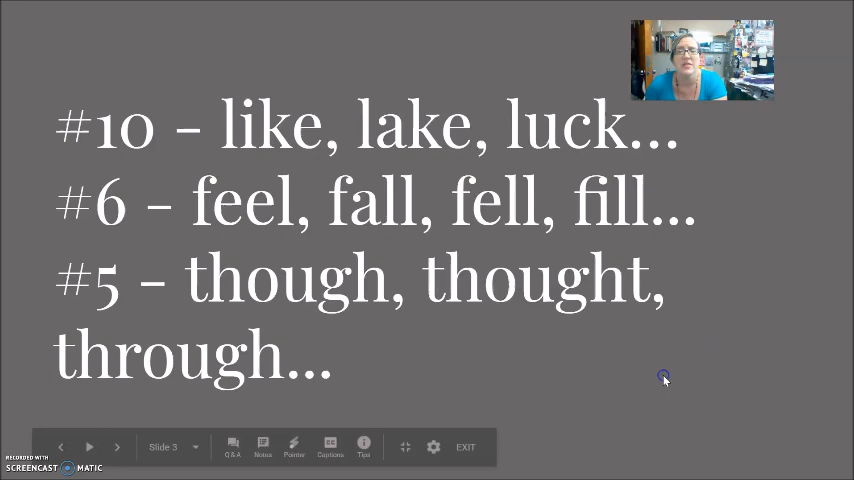 #10 - like, lake, luck...
#6 - feel, fall, fell, fill...
#5 - though, thought,
through...
Slide 3
Q & A
Notes
Pointer
Captions
Tips
EXIT
RECORDED WITH
SCREENCAST MATIC